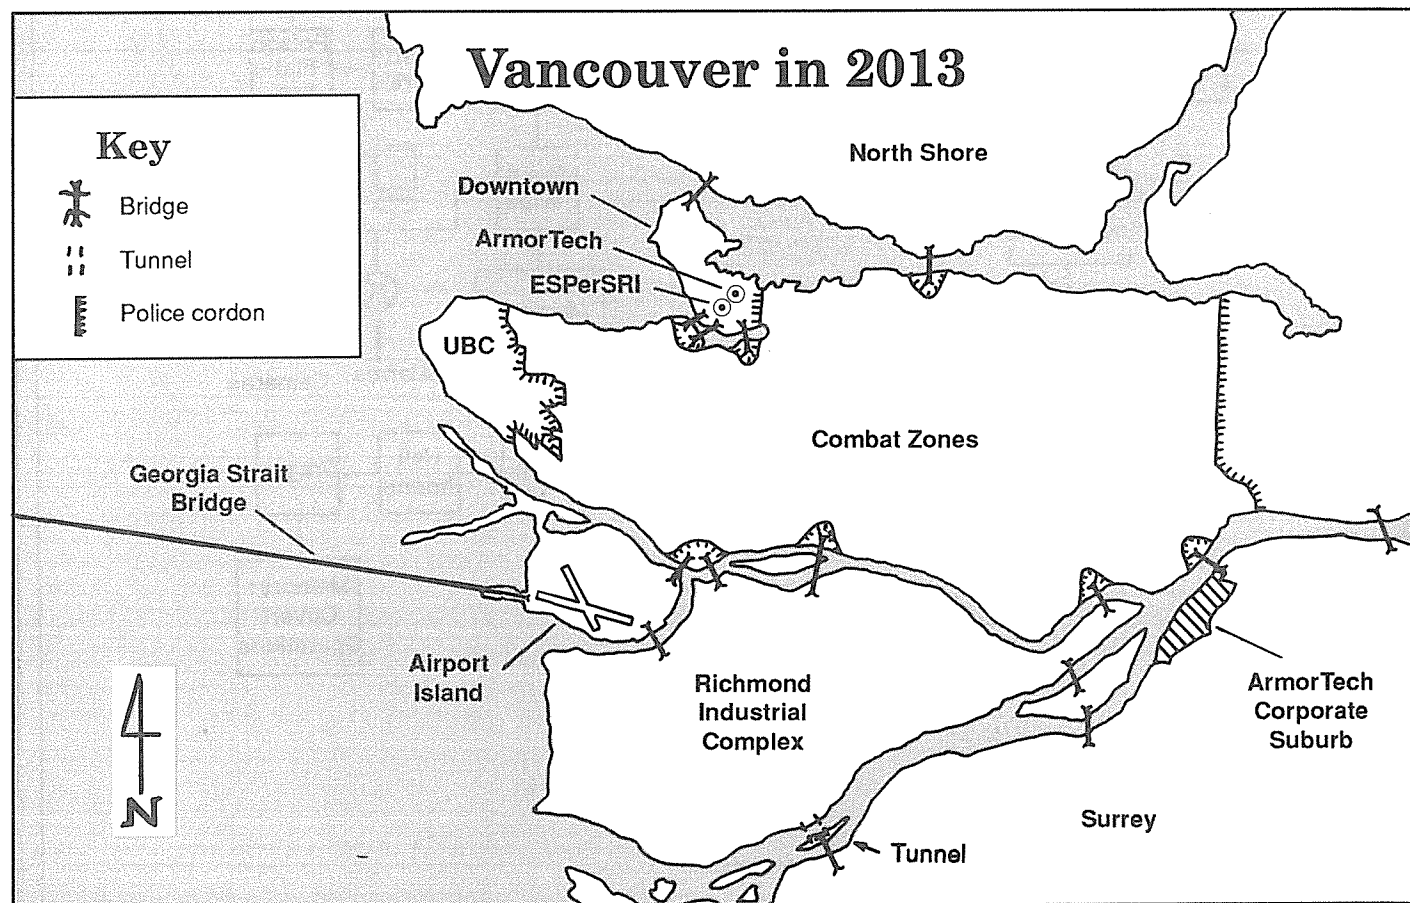 Vancouver in 2013
Key
Bridge
Tunnel
Police cordon
North Shore
Downtown
ArmorTech
ESPerSRI
UBC
Combat Zones
Georgia Strait
Bridge
Airport
Island
Richmond
Industrial
Complex
ArmorTech
Corporate
Suburb
Surrey
Tunnel
N